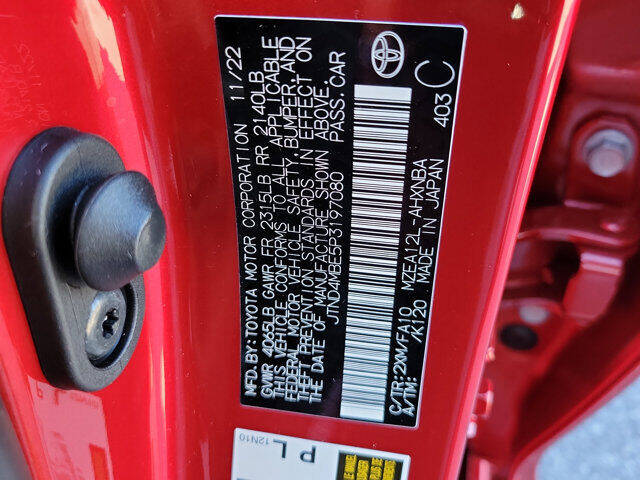 MFD.BY:TOYOTA MOTOR CORPORATION 11/22
GVWR 4065LB GAWR FR 2315LB RR 2140LB
THIS VEHICLE CONFORMS TO ALL APPLICABLE
FEDERAL MOTOR VEHICLE SAFETY, BUMPER, AND
THEFT PREVENTION STANDARDS IN EFFECT ON
THE DATE OF MANUFACTURE SHOWN ABOVE.
JTND4MBE5P3197080 PASS.CAR
C/TR:2XM/FA10 MZEA12L-AHXNBA
A/TM: /K120 MADE IN JAPAN 403 C
12N10
P L